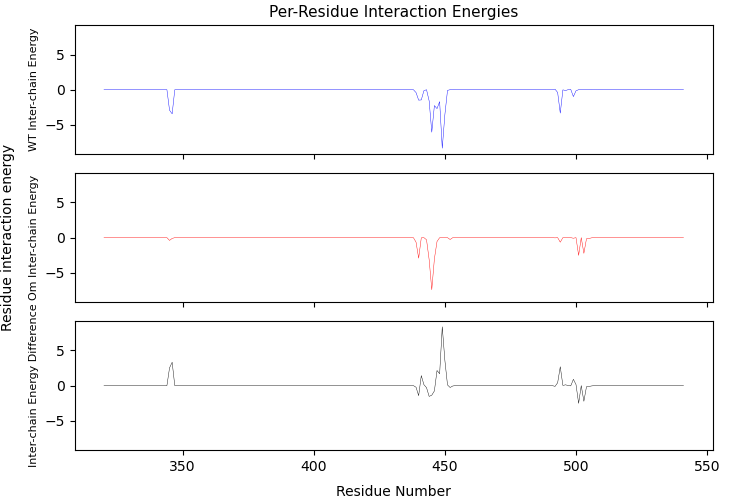 Per-Residue Interaction Energies
Residue interaction energy
WT Inter-chain Energy
5
0
−5
Om Inter-chain Energy
5
0
−5
Inter-chain Energy Difference
5
0
−5
350
400
450
500
550
Residue Number